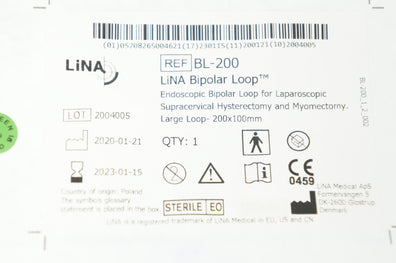 (01)05708265004621(17)230115(11)200121(10)2004005
LiNA
REF BL-200
LiNA Bipolar Loop™
Endoscopic Bipolar Loop for Laparoscopic
Supracervical Hysterectomy and Myomectomy.
Large Loop- 200x100mm
LOT 2004005
2020-01-21
QTY: 1
2023-01-15
CE
0459
Country of origin: Poland
The symbols glossary
statement is placed in the box.
STERILE EO
LiNA Medical ApS
Formervangen 5
DK-2600 Glostrup
Denmark
LiNA is a registered trademark of LiNA Medical in EU, US and CN.
BL-200_1.2_002